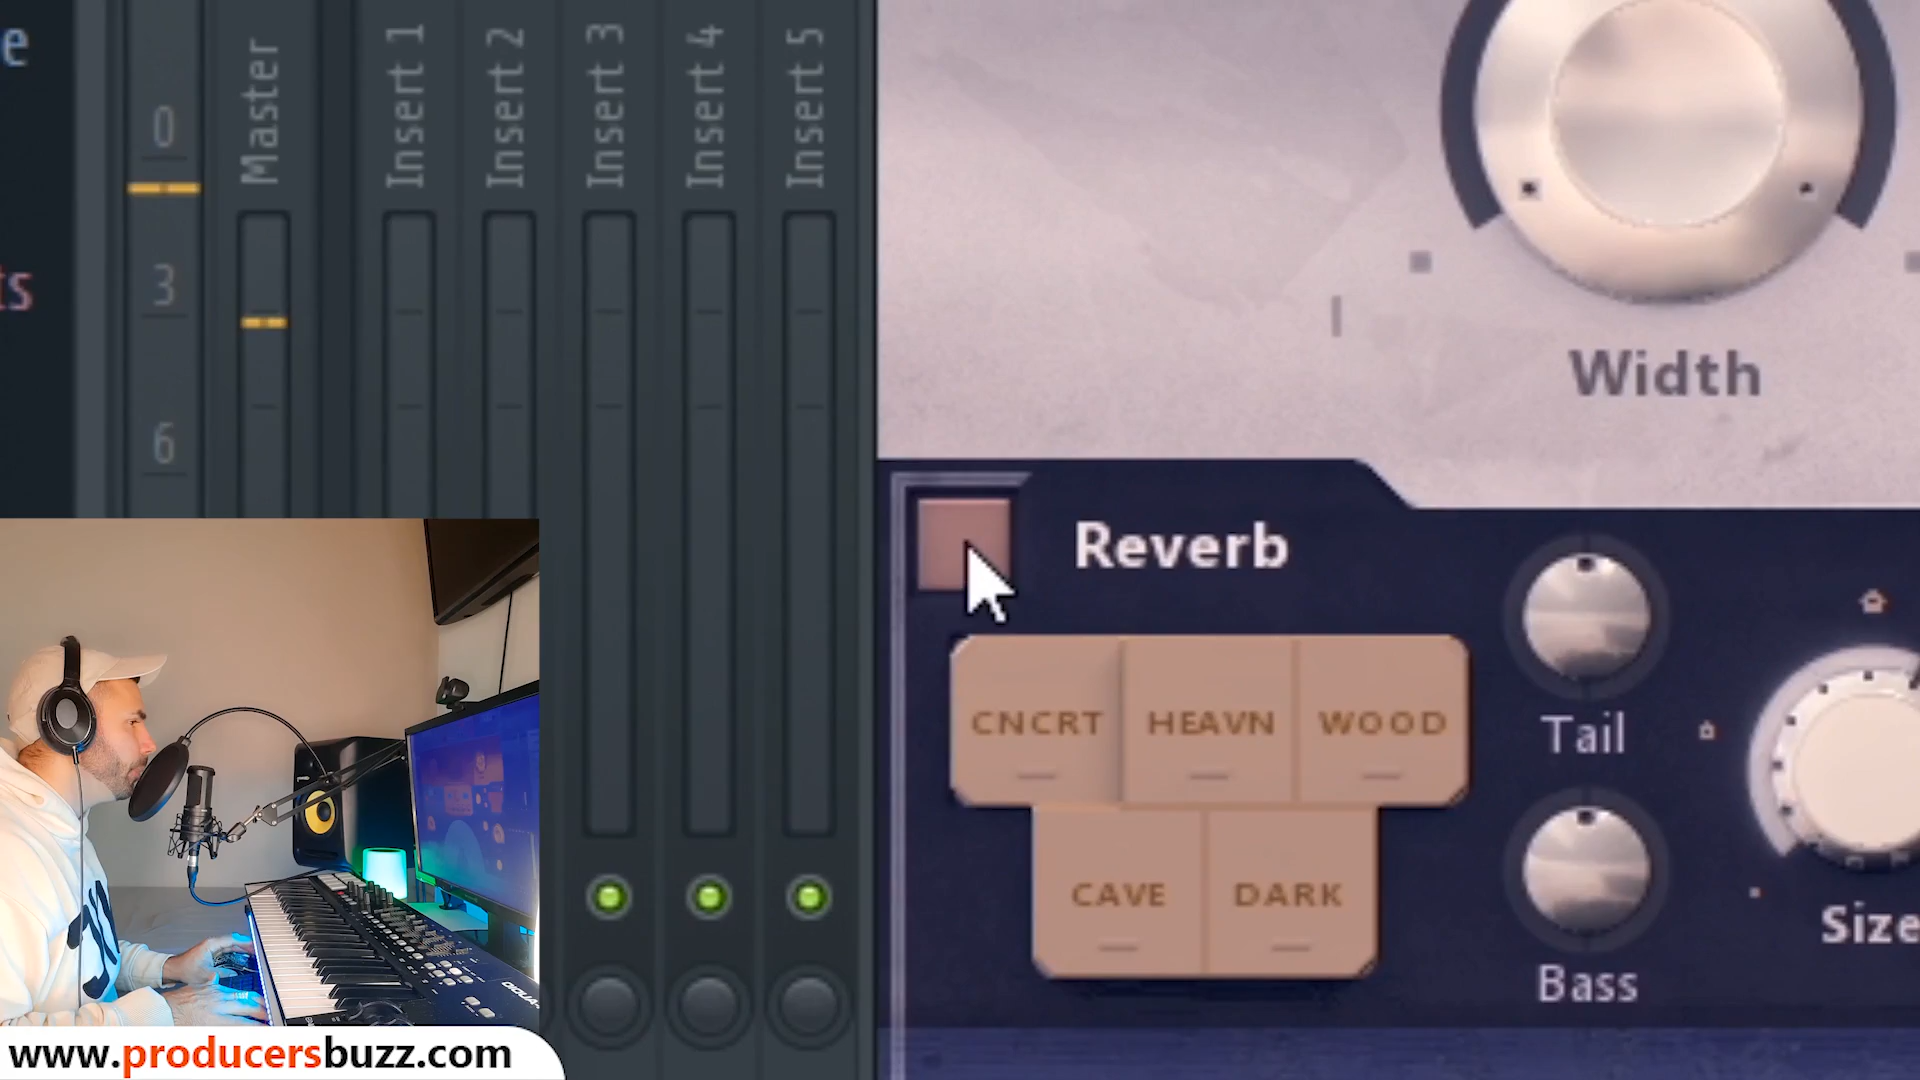 e
ts
0
3
6
Master
Insert 1
Insert 2
Insert 3
Insert 4
Insert 5
Width
Reverb
CNCRT
HEAVN
WOOD
CAVE
DARK
Tail
Bass
Size
www.producersbuzz.com